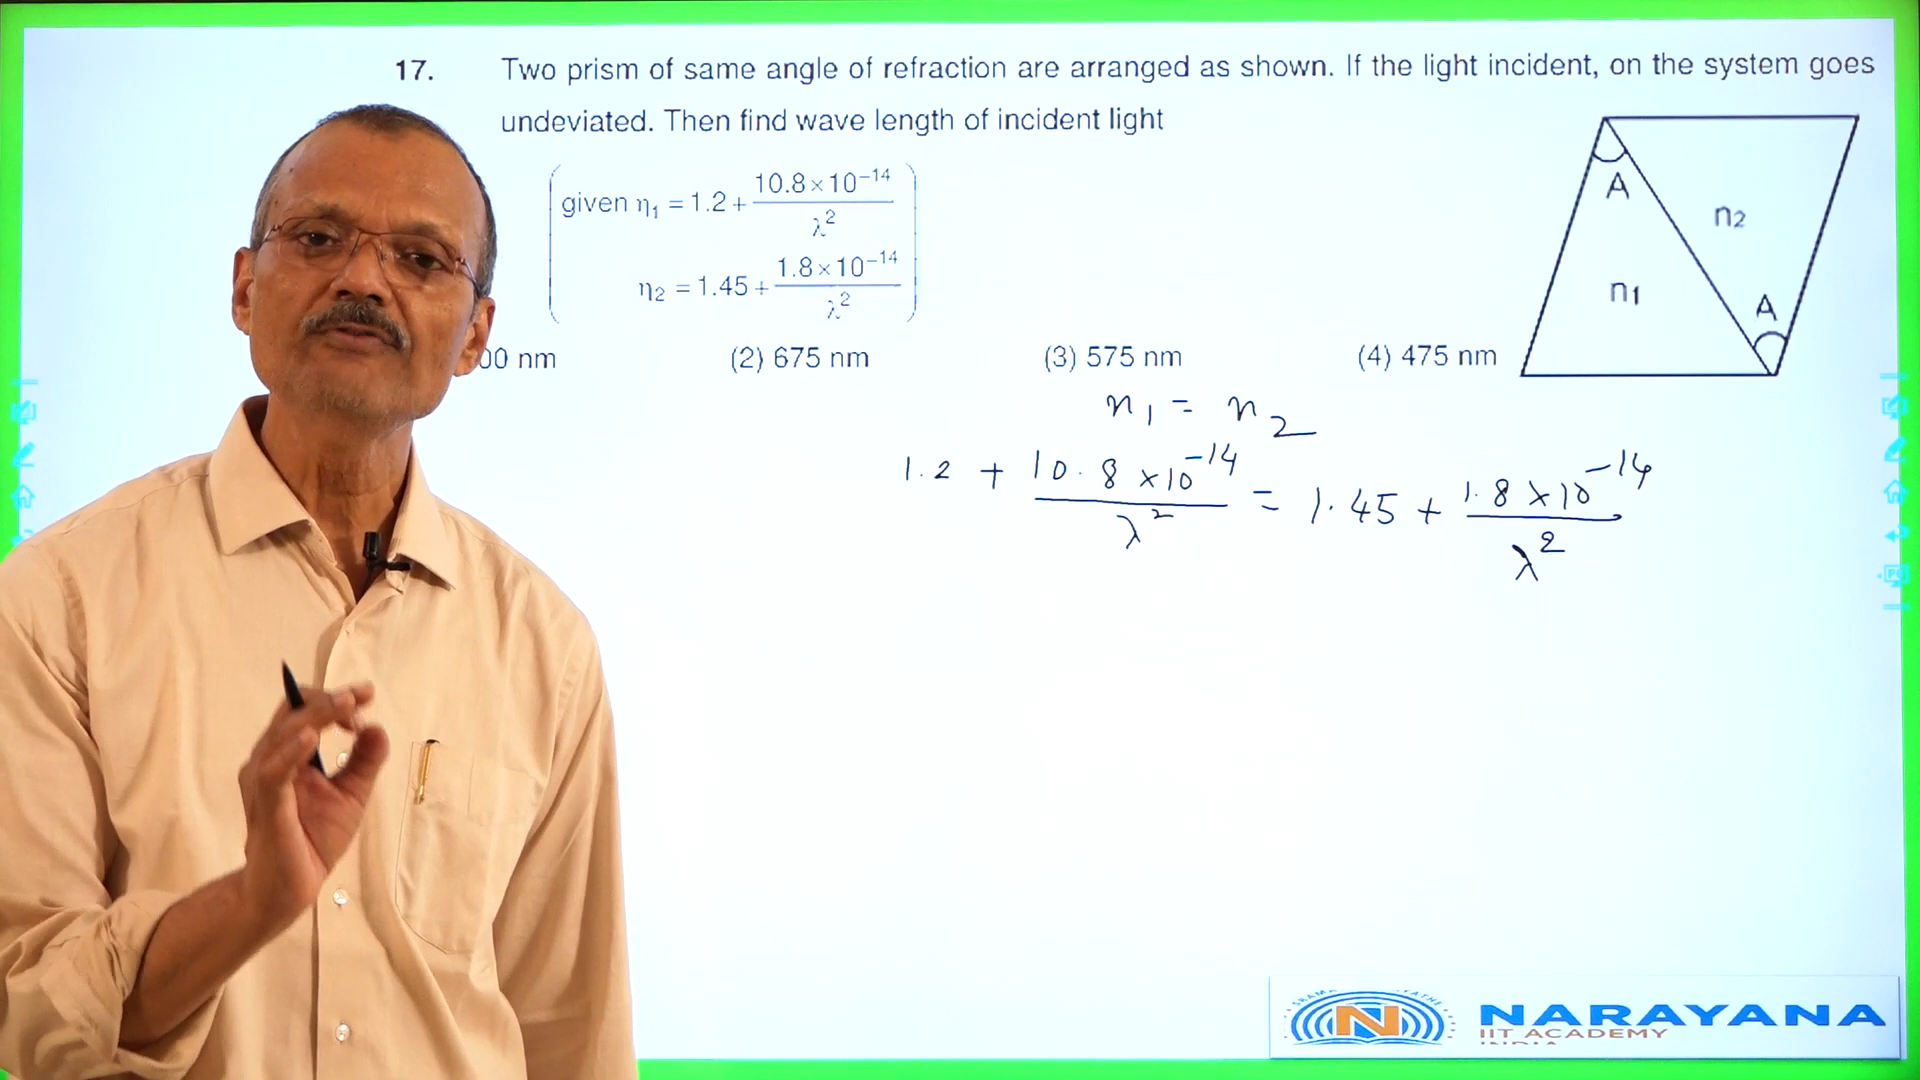 17. Two prism of same angle of refraction are arranged as shown. If the light incident, on the system goes
undeviated. Then find wave length of incident light
given η₁ = 1.2 + 10.8×10⁻¹⁴ / λ²
η₂ = 1.45 + 1.8×10⁻¹⁴ / λ²
00 nm (2) 675 nm (3) 575 nm (4) 475 nm
A
n2
n1
A
n₁ = n₂
1.2 + 10.8 ×10⁻¹⁴ / λ² = 1.45 + 1.8 ×10⁻¹⁴ / λ²
N NARAYANA
IIT ACADEMY
INDIA